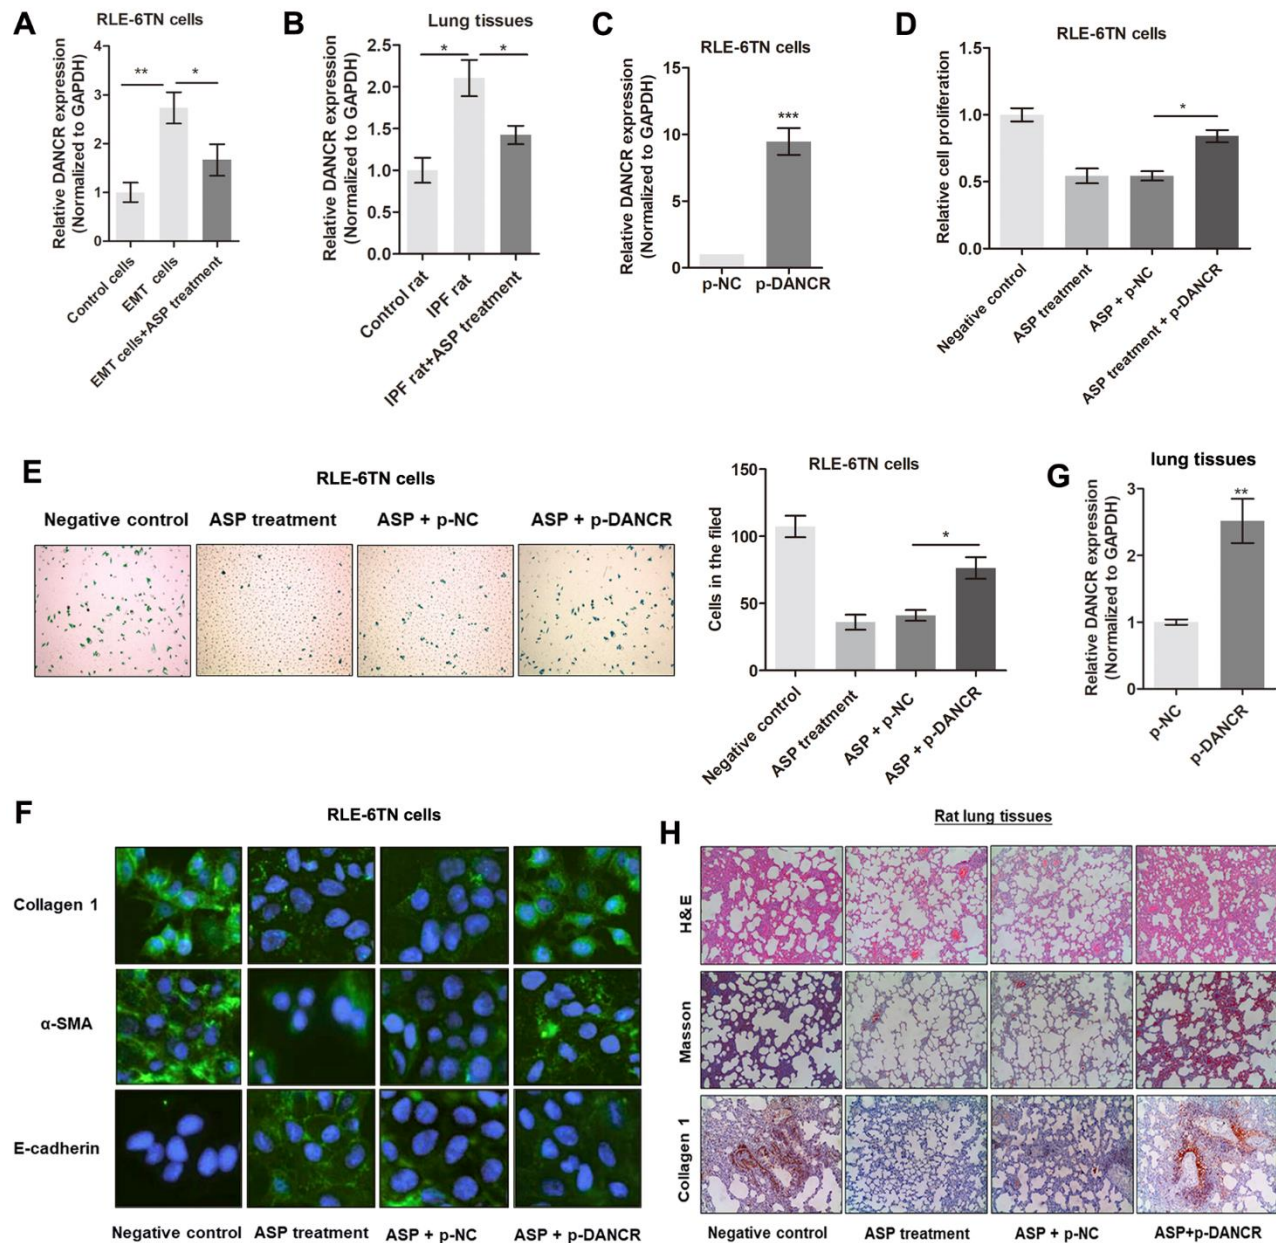 A
RLE-6TN cells
Relative DANCR expression
(Normalized to GAPDH)
4
3
2
1
0
**
*
Control cells
EMT cells
EMT cells+ASP treatment
B
Lung tissues
Relative DANCR expression
(Normalized to GAPDH)
2.5
2.0
1.5
1.0
0.5
0.0
*
*
Control rat
IPF rat
IPF rat+ASP treatment
C
RLE-6TN cells
Relative DANCR expression
(Normalized to GAPDH)
15
10
5
0
***
p-NC
p-DANCR
D
RLE-6TN cells
Relative cell proliferation
1.5
1.0
0.5
0.0
*
Negative control
ASP treatment
ASP + p-NC
ASP treatment + p-DANCR
E
RLE-6TN cells
Negative control
ASP treatment
ASP + p-NC
ASP + p-DANCR
RLE-6TN cells
Cells in the filed
150
100
50
0
*
Negative control
ASP treatment
ASP + p-NC
ASP + p-DANCR
G
lung tissues
Relative DANCR expression
(Normalized to GAPDH)
3
2
1
0
**
p-NC
p-DANCR
F
RLE-6TN cells
Collagen 1
α-SMA
E-cadherin
Negative control
ASP treatment
ASP + p-NC
ASP + p-DANCR
H
Rat lung tissues
H&E
Masson
Collagen 1
Negative control
ASP treatment
ASP + p-NC
ASP+p-DANCR